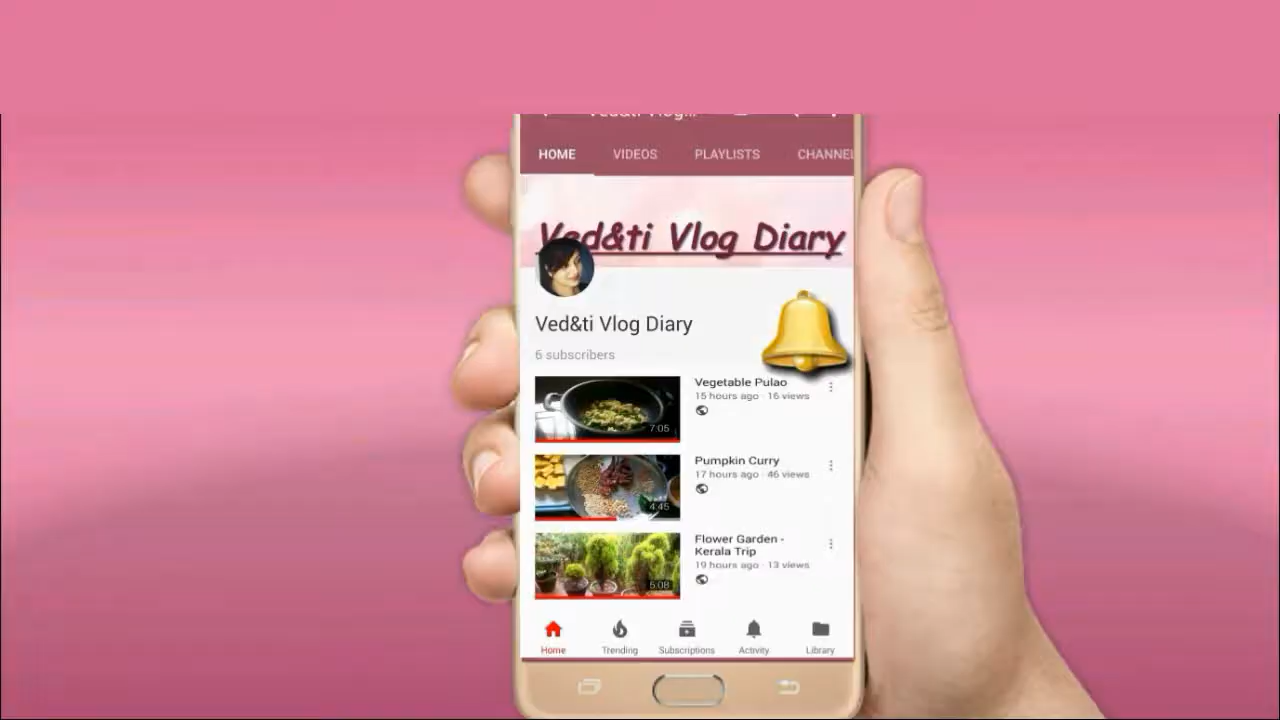 HOME VIDEOS PLAYLISTS CHANNEL
Ved&ti Vlog Diary
Ved&ti Vlog Diary
6 subscribers
Vegetable Pulao
15 hours ago · 16 views
7:05
Pumpkin Curry
17 hours ago · 46 views
4:45
Flower Garden -
Kerala Trip
19 hours ago · 13 views
5:08
Home Trending Subscriptions Activity Library